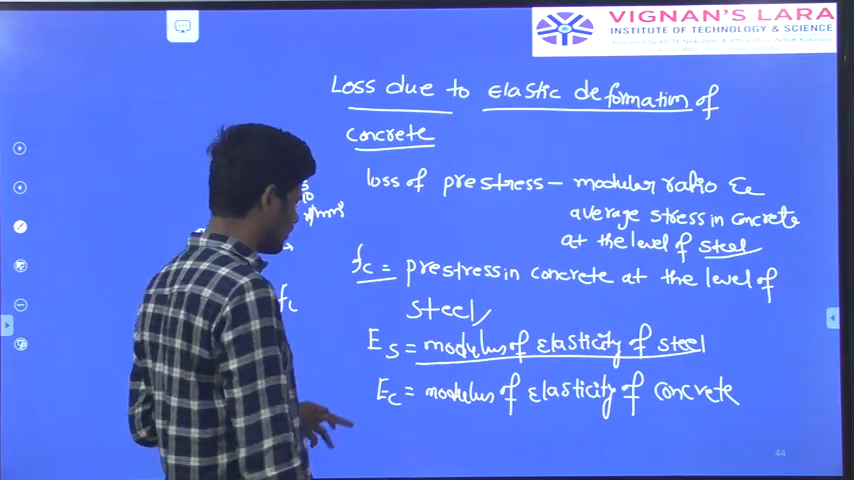 VIGNAN'S LARA
INSTITUTE OF TECHNOLOGY & SCIENCE
Loss due to elastic deformation of
concrete
loss of prestress - modular ratio &
average stress in concrete
at the level of steel
fc = prestress in concrete at the level of
steel
Es = modulus of elasticity of steel
Ec = modulus of elasticity of concrete
fc
44